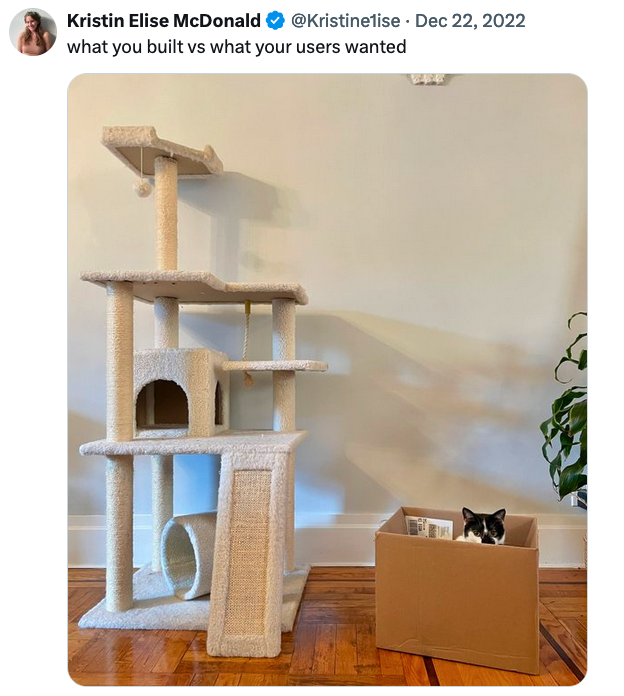 Kristin Elise McDonald @Kristine1ise · Dec 22, 2022
what you built vs what your users wanted